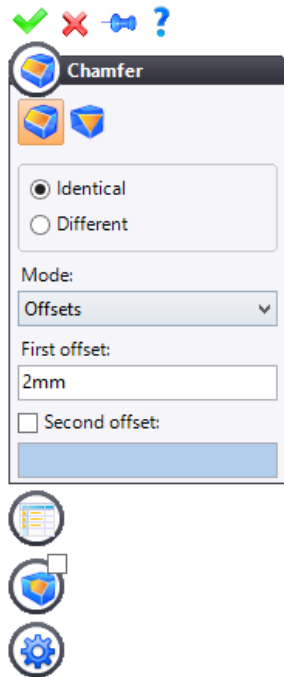 ?
Chamfer
Identical
Different
Mode:
Offsets
First offset:
2mm
Second offset: